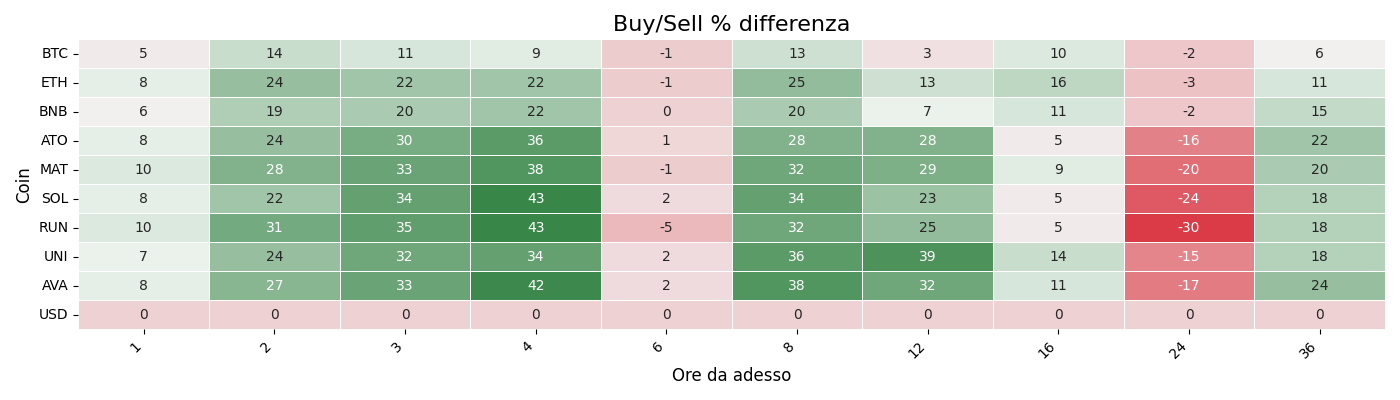 Buy/Sell % differenza
Coin
BTC 5 14 11 9 -1 13 3 10 -2 6
ETH 8 24 22 22 -1 25 13 16 -3 11
BNB 6 19 20 22 0 20 7 11 -2 15
ATO 8 24 30 36 1 28 28 5 -16 22
MAT 10 28 33 38 -1 32 29 9 -20 20
SOL 8 22 34 43 2 34 23 5 -24 18
RUN 10 31 35 43 -5 32 25 5 -30 18
UNI 7 24 32 34 2 36 39 14 -15 18
AVA 8 27 33 42 2 38 32 11 -17 24
USD 0 0 0 0 0 0 0 0 0 0
1 2 3 4 6 8 12 16 24 36
Ore da adesso